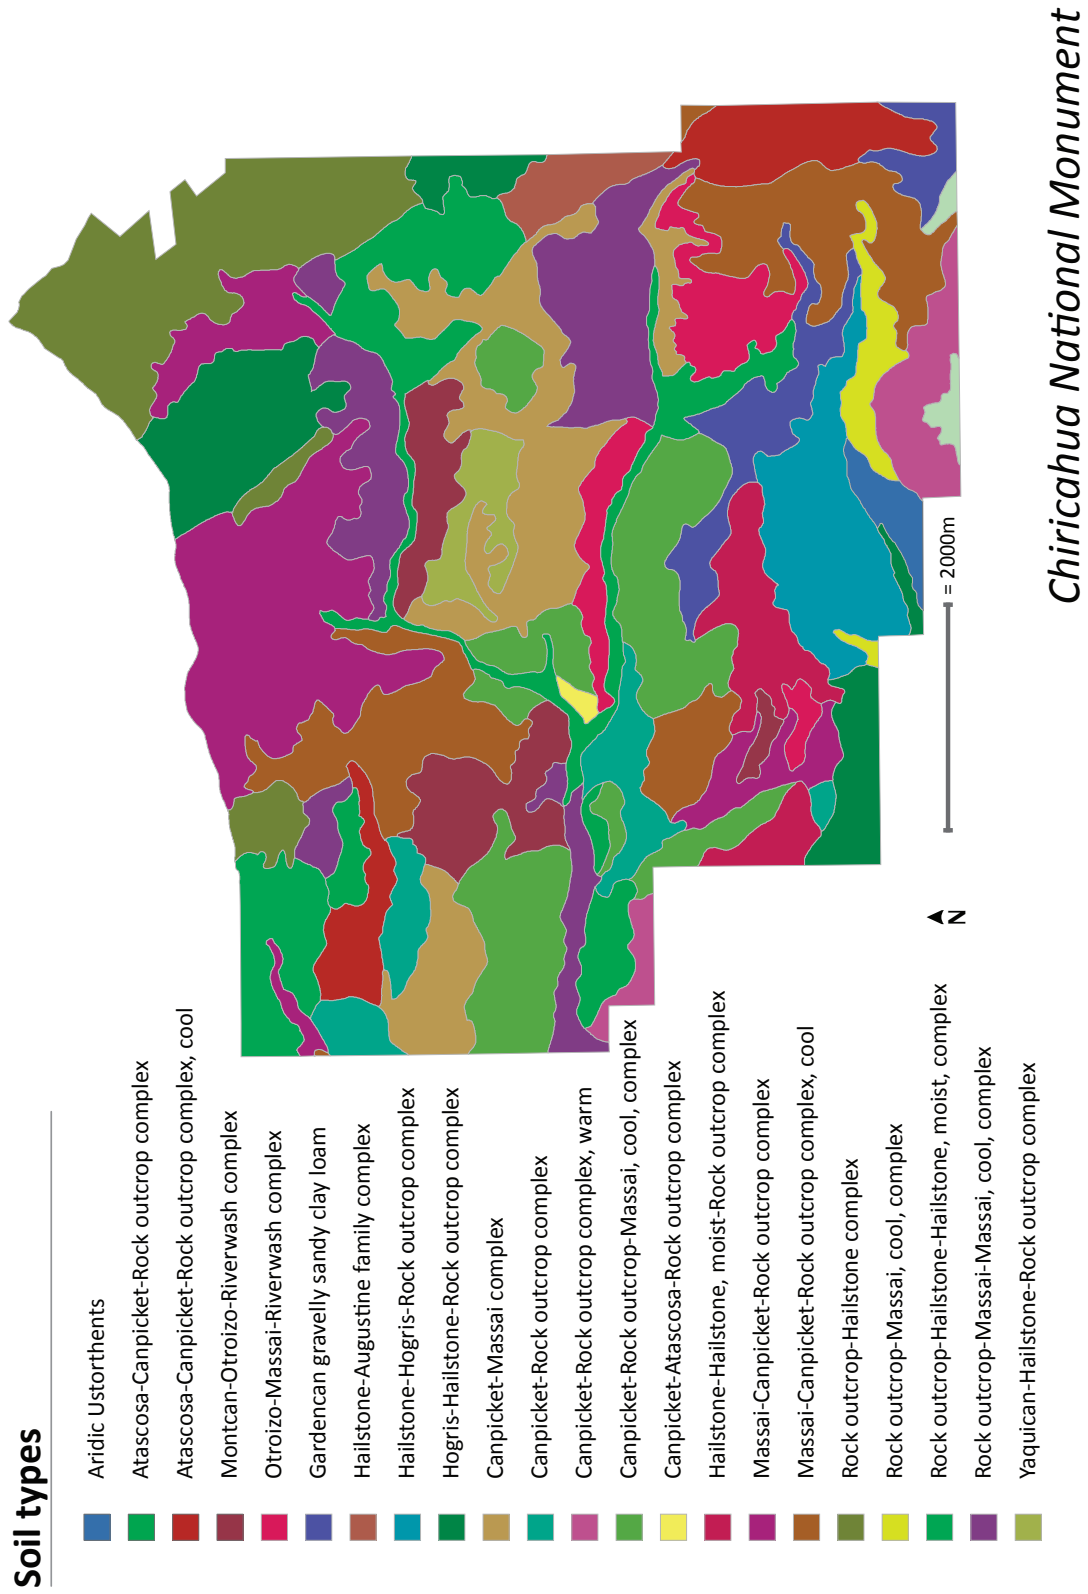 Soil types
Aridic Ustorthents
Atascosa-Canpicket-Rock outcrop complex
Atascosa-Canpicket-Rock outcrop complex, cool
Montcan-Otroizo-Riverwash complex
Otroizo-Massai-Riverwash complex
Gardencan gravelly sandy clay loam
Hailstone-Augustine family complex
Hailstone-Hogris-Rock outcrop complex
Hogris-Hailstone-Rock outcrop complex
Canpicket-Massai complex
Canpicket-Rock outcrop complex
Canpicket-Rock outcrop complex, warm
Canpicket-Rock outcrop-Massai, cool, complex
Canpicket-Atascosa-Rock outcrop complex
Hailstone-Hailstone, moist-Rock outcrop complex
Massai-Canpicket-Rock outcrop complex
Massai-Canpicket-Rock outcrop complex, cool
Rock outcrop-Hailstone complex
Rock outcrop-Massai, cool, complex
Rock outcrop-Hailstone-Hailstone, moist, complex
Rock outcrop-Massai-Massai, cool, complex
Yaquican-Hailstone-Rock outcrop complex
N
= 2000m
Chiricahua National Monument